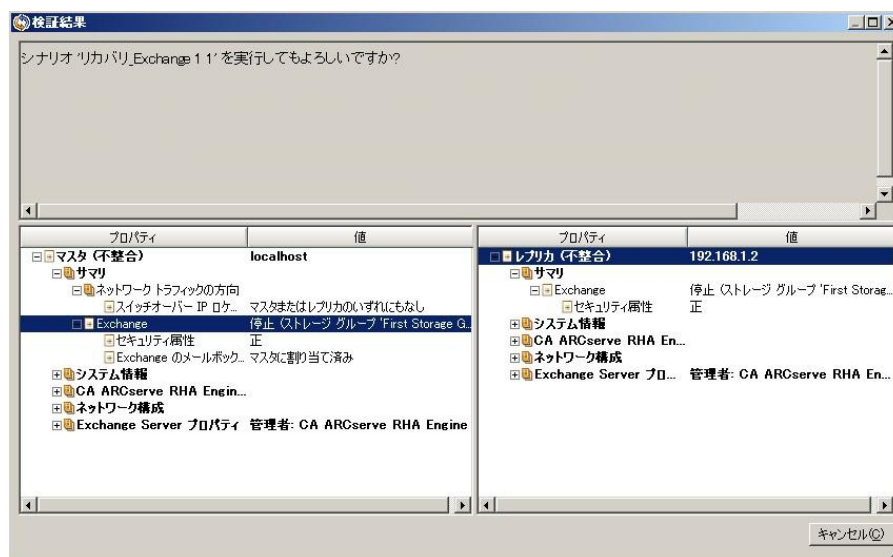 検証結果
シナリオ 'リカバリ_Exchange 1 1' を実行してもよろしいですか?
プロパティ 値
マスタ (不整合) localhost
サマリ
ネットワーク トラフィックの方向
スイッチオーバー IP ロケ... マスタまたはレプリカのいずれにもなし
Exchange 停止 (ストレージ グループ 'First Storage G...
セキュリティ属性 正
Exchange のメールボック... マスタに割り当て済み
システム情報
CA ARCserve RHA Engin...
ネットワーク構成
Exchange Server プロパティ 管理者: CA ARCserve RHA Engine
プロパティ 値
レプリカ (不整合) 192.168.1.2
サマリ
Exchange 停止 (ストレージ グループ 'First Storag...
セキュリティ属性 正
システム情報
CA ARCserve RHA En...
ネットワーク構成
Exchange Server プロ... 管理者: CA ARCserve RHA En...
キャンセル(C)